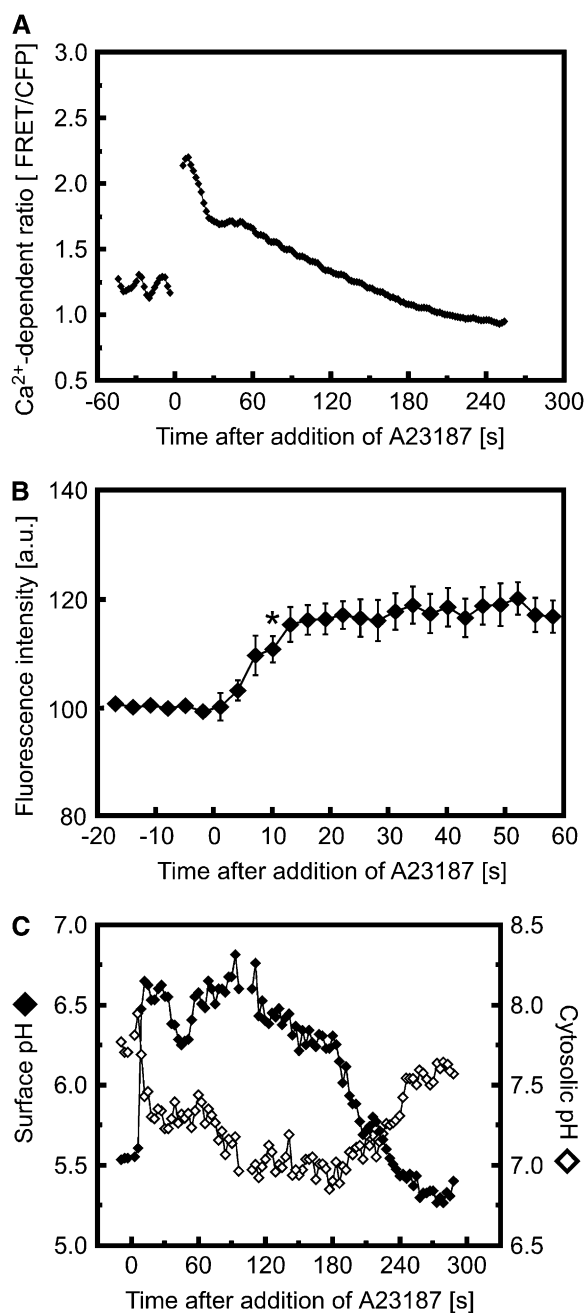 A
3.0
2.5
2.0
1.5
1.0
0.5
Ca²⁺-dependent ratio [ FRET/CFP]
-60 0 60 120 180 240 300
Time after addition of A23187 [s]
B
140
120
100
80
Fluorescence intensity [a.u.]
*
-20 -10 0 10 20 30 40 50 60
Time after addition of A23187 [s]
C
7.0
6.5
6.0
5.5
5.0
Surface pH ◆
8.5
8.0
7.5
7.0
6.5
Cytosolic pH ◇
0 60 120 180 240 300
Time after addition of A23187 [s]